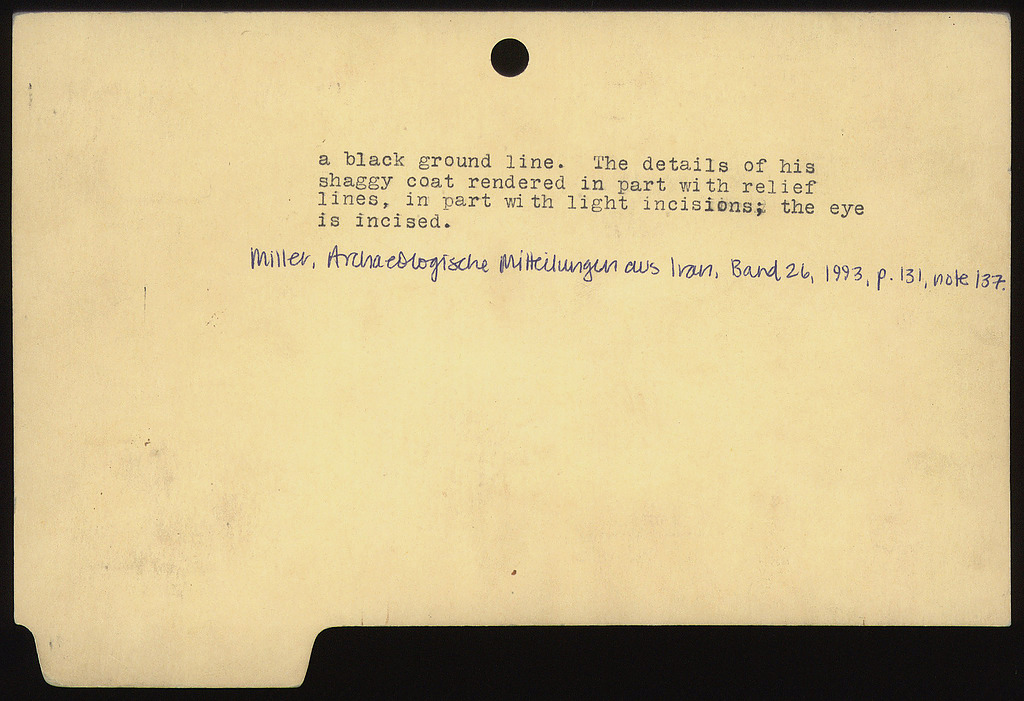 a black ground line. The details of his
shaggy coat rendered in part with relief
lines, in part with light incisions; the eye
is incised.
Miller, Archaeologische Mitteilungen aus Iran, Band 26, 1993, p. 131, note 137.